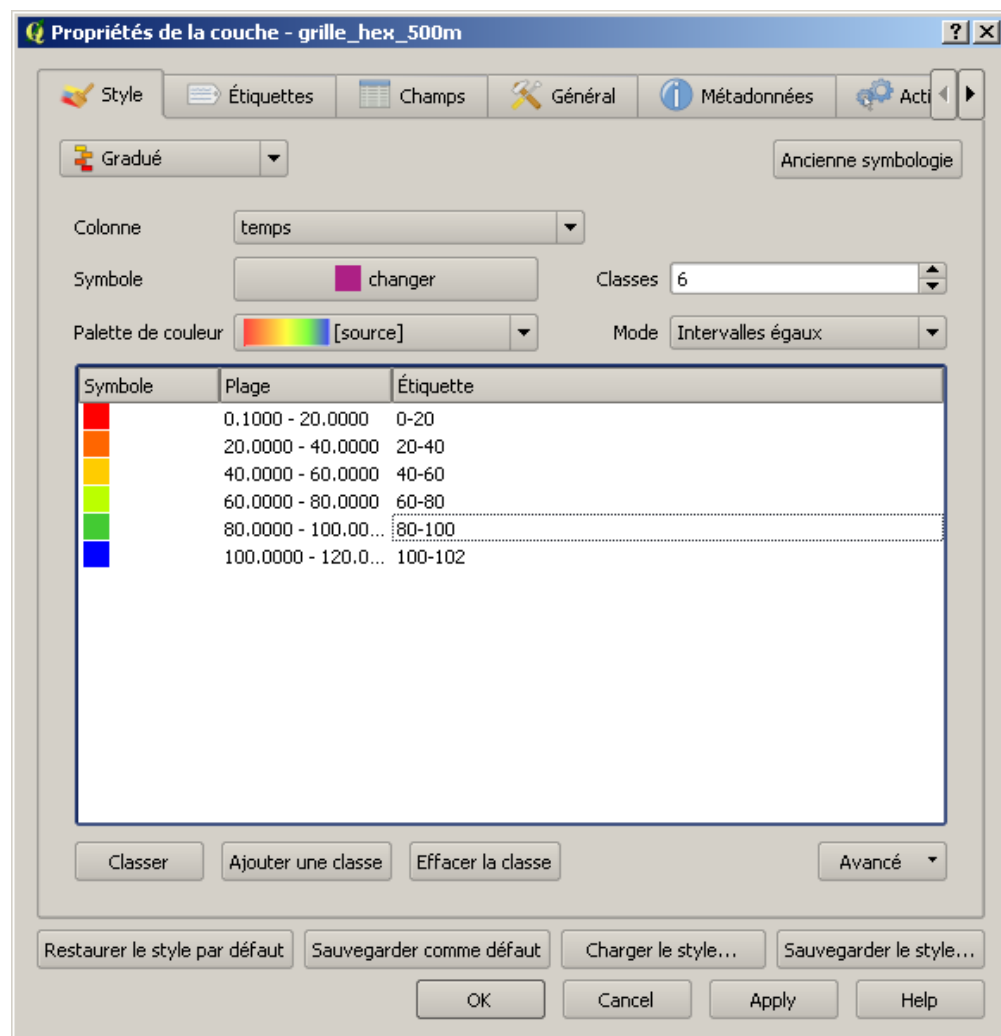 Propriétés de la couche - grille_hex_500m
Style Étiquettes Champs Général Métadonnées Acti
Gradué Ancienne symbologie
Colonne temps
Symbole changer Classes 6
Palette de couleur [source] Mode Intervalles égaux
Symbole Plage Étiquette
0.1000 - 20.0000 0-20
20.0000 - 40.0000 20-40
40.0000 - 60.0000 40-60
60.0000 - 80.0000 60-80
80.0000 - 100.00... 80-100
100.0000 - 120.0... 100-102
Classer Ajouter une classe Effacer la classe Avancé
Restaurer le style par défaut Sauvegarder comme défaut Charger le style... Sauvegarder le style...
OK Cancel Apply Help